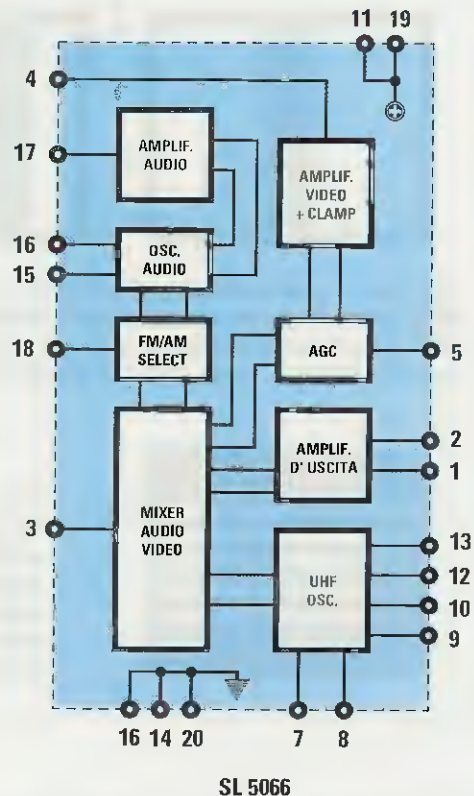 11 19
4
AMPLIF.
AUDIO
17
AMPLIF.
VIDEO
+ CLAMP
16
OSC.
AUDIO
15
18
FM/AM
SELECT
AGC
5
AMPLIF.
D' USCITA
2
1
MIXER
AUDIO
VIDEO
3
UHF
OSC.
13
12
10
9
16 14 20 7 8
SL 5066